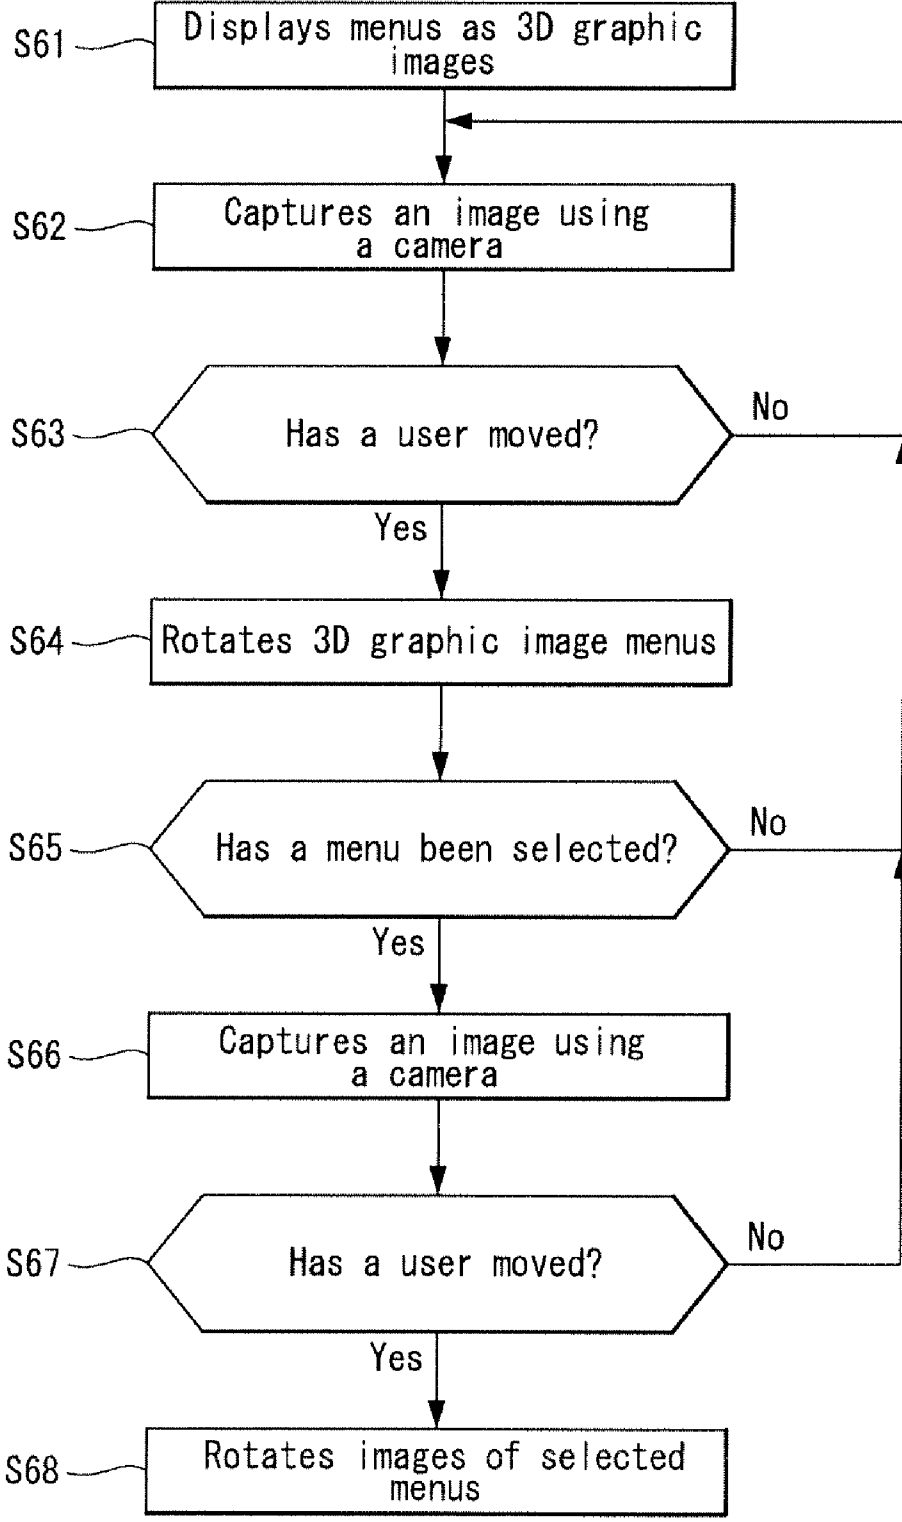 S61
Displays menus as 3D graphic
images
S62
Captures an image using
a camera
S63
Has a user moved?
No
Yes
S64
Rotates 3D graphic image menus
S65
Has a menu been selected?
No
Yes
S66
Captures an image using
a camera
S67
Has a user moved?
No
Yes
S68
Rotates images of selected
menus